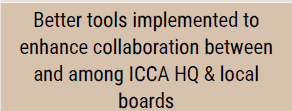 Better tools implemented to
enhance collaboration between
and among ICCA HQ & local
boards